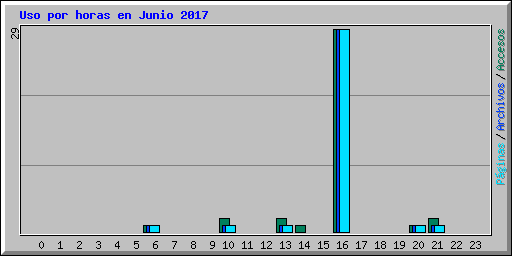 Uso por horas en Junio 2017
29
Páginas / Archivos / Accesos
0 1 2 3 4 5 6 7 8 9 10 11 12 13 14 15 16 17 18 19 20 21 22 23